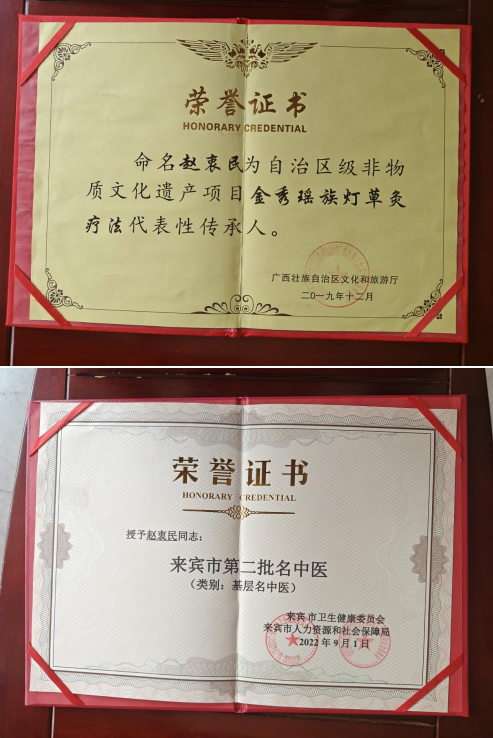 荣誉证书
HONORARY CREDENTIAL
命名赵衷民为自治区级非物
质文化遗产项目金秀瑶族灯草灸
疗法代表性传承人。
广西壮族自治区文化和旅游厅
二〇一九年十二月
荣誉证书
HONORARY CREDENTIAL
授予赵衷民同志：
来宾市第二批名中医
（类别：基层名中医）
来宾市卫生健康委员会
来宾市人力资源和社会保障局
2022年9月1日